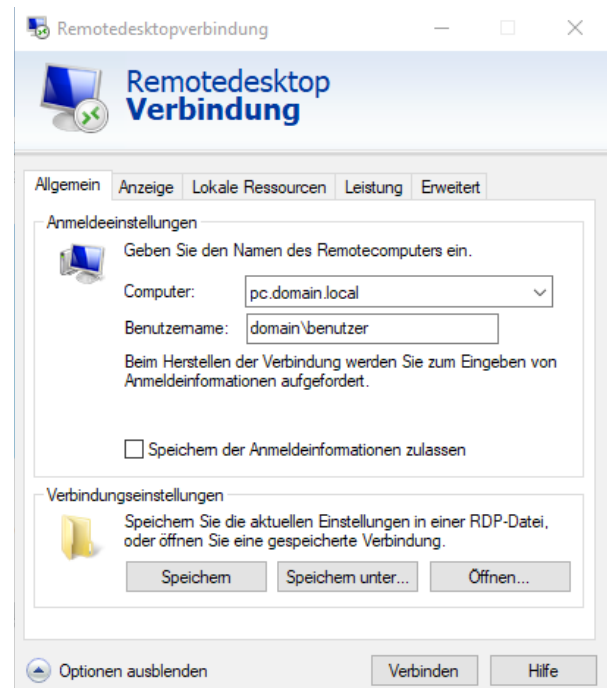 Remotedesktopverbindung
Remotedesktop
Verbindung
Allgemein Anzeige Lokale Ressourcen Leistung Erweitert
Anmeldeeinstellungen
Geben Sie den Namen des Remotecomputers ein.
Computer: pc.domain.local
Benutzername: domain\benutzer
Beim Herstellen der Verbindung werden Sie zum Eingeben von
Anmeldeinformationen aufgefordert.
Speichern der Anmeldeinformationen zulassen
Verbindungseinstellungen
Speichern Sie die aktuellen Einstellungen in einer RDP-Datei,
oder öffnen Sie eine gespeicherte Verbindung.
Speichern Speichern unter... Öffnen...
Optionen ausblenden Verbinden Hilfe